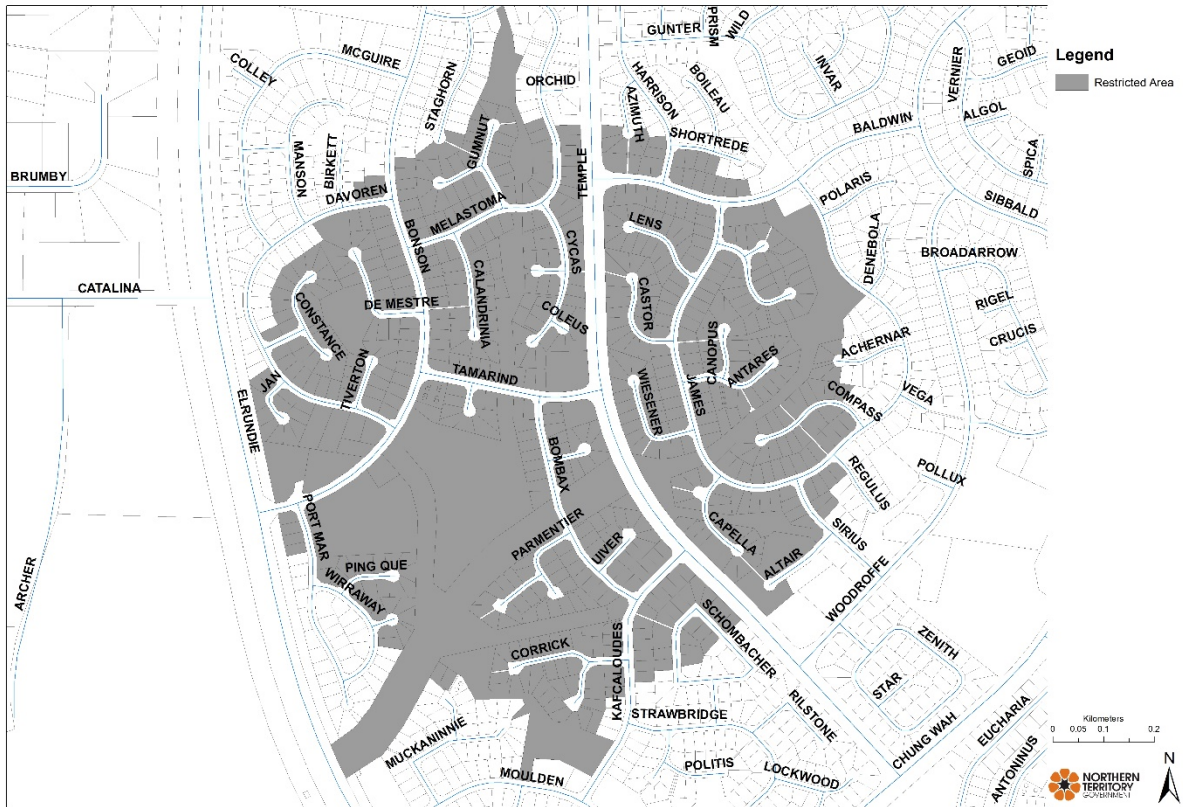 GUNTER
PRISM
WILD
VERNIER
GEOID
COLLEY
MCGUIRE
STAGHORN
ORCHID
HARRISON
BOILEAU
INVAR
AZIMUTH
SHORTREDE
BALDWIN
ALGOL
SPICA
BRUMBY
MANSON
BIRKETT
GUMNUT
TEMPLE
DAVOREN
POLARIS
SIBBALD
MELASTOMA
BONSON
LENS
CYCAS
DENEBOLA
BROADARROW
CATALINA
CONSTANCE
DE MESTRE
CALANDRINIA
COLEUS
CASTOR
RIGEL
CRUCIS
JAN
TIVERTON
TAMARIND
WIESENER
JAMES
CANOPUS
ANTARES
ACHERNAR
COMPASS
VEGA
ELRUNDIE
BOMBAX
REGULUS
POLLUX
PORT MAR
PARMENTIER
UIVER
CAPELLA
SIRIUS
ALTAIR
WOODROFFE
ARCHER
PING QUE
WIRRAWAY
CORRICK
KAFCALOUDES
SCHOMBACHER
ZENITH
STAR
STRAWBRIDGE
RILSTONE
CHUNG WAH
EUCHARIA
ANTONINUS
MUCKANINNIE
MOULDEN
POLITIS
LOCKWOOD
Legend
Restricted Area
Kilometers
0 0.05 0.1 0.2
N
NORTHERN
TERRITORY
GOVERNMENT